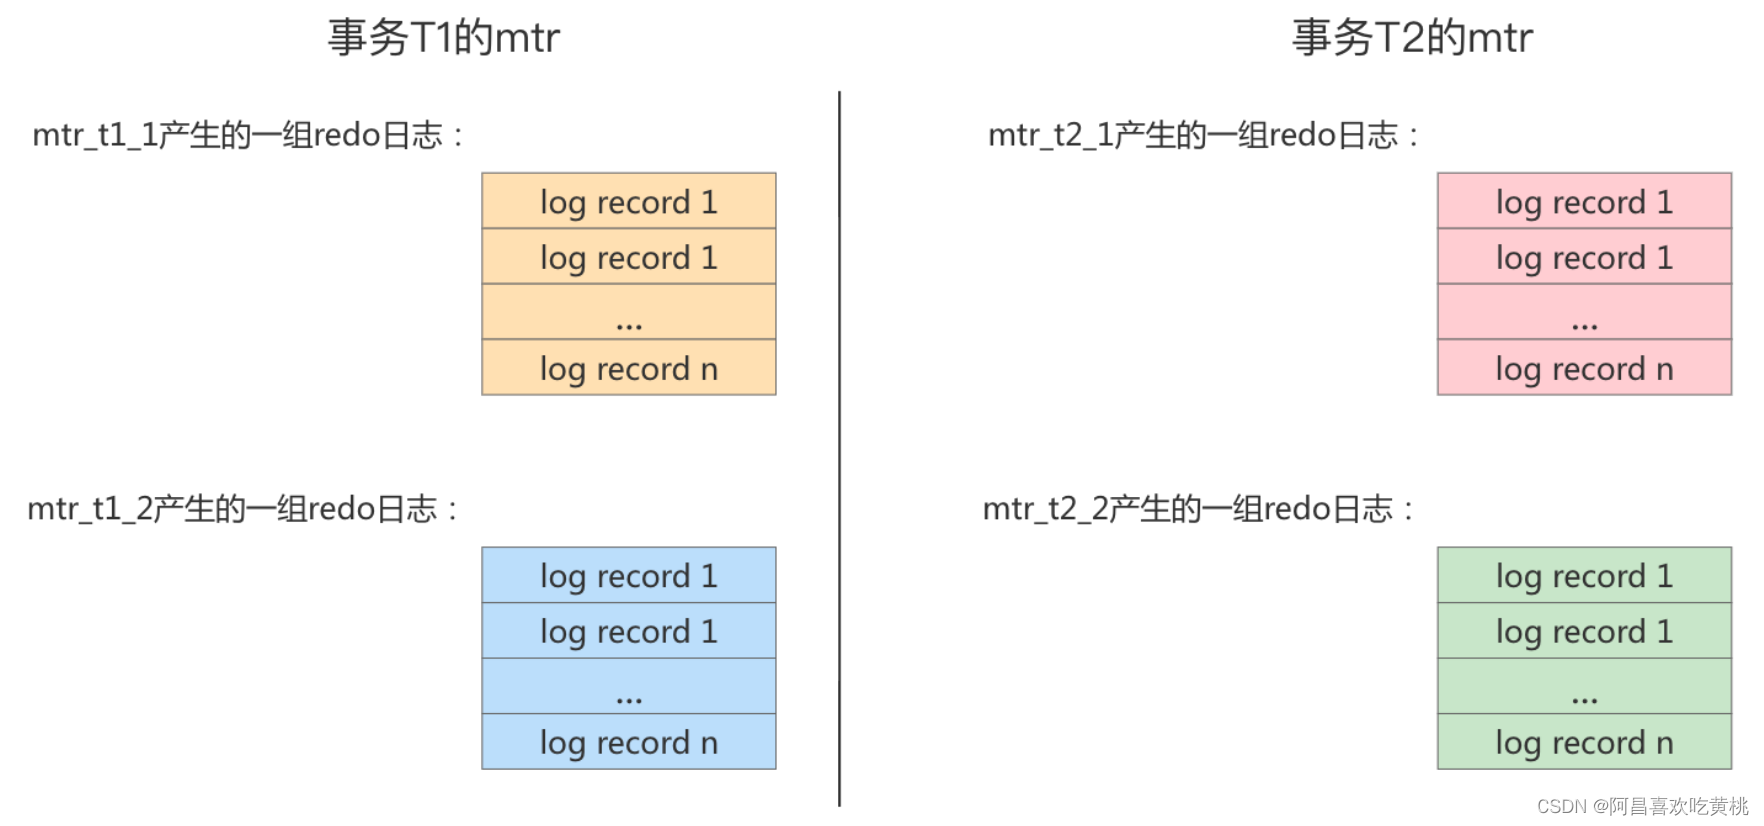 事务T1的mtr
mtr_t1_1产生的一组redo日志：
log record 1
log record 1
...
log record n
mtr_t1_2产生的一组redo日志：
log record 1
log record 1
...
log record n
事务T2的mtr
mtr_t2_1产生的一组redo日志：
log record 1
log record 1
...
log record n
mtr_t2_2产生的一组redo日志：
log record 1
log record 1
...
log record n
CSDN @阿昌喜欢吃黄桃